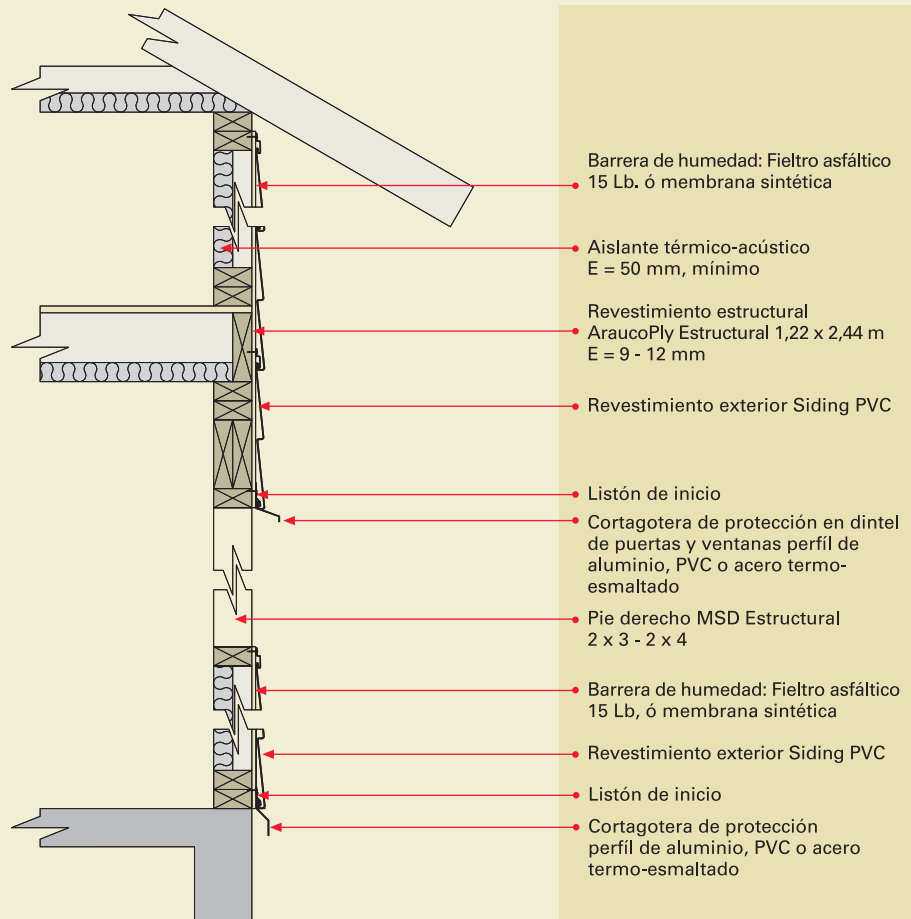 Barrera de humedad: Fieltro asfáltico
15 Lb. ó membrana sintética
Aislante térmico-acústico
E = 50 mm, mínimo
Revestimiento estructural
AraucoPly Estructural 1,22 x 2,44 m
E = 9 - 12 mm
Revestimiento exterior Siding PVC
Listón de inicio
Cortagotera de protección en dintel
de puertas y ventanas perfíl de
aluminio, PVC o acero termo-
esmaltado
Pie derecho MSD Estructural
2 x 3 - 2 x 4
Barrera de humedad: Fieltro asfáltico
15 Lb, ó membrana sintética
Revestimiento exterior Siding PVC
Listón de inicio
Cortagotera de protección
perfíl de aluminio, PVC o acero
termo-esmaltado